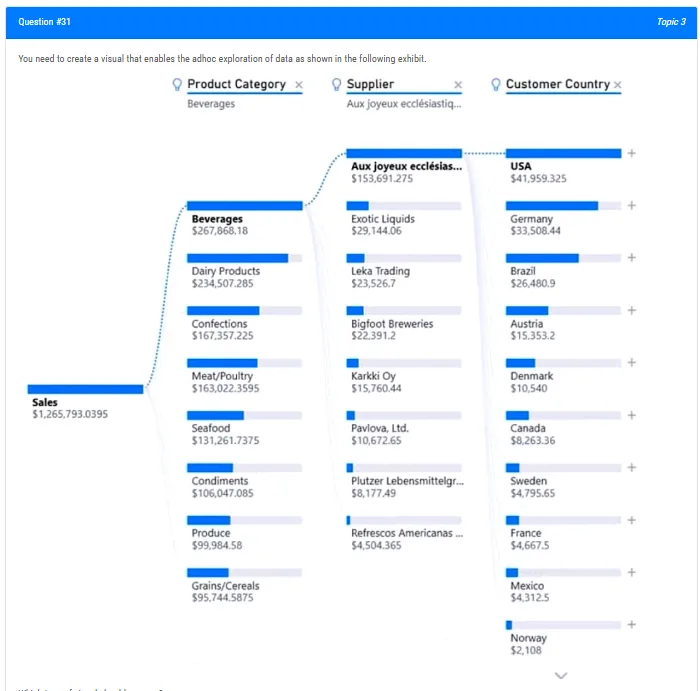 Question #31
Topic 3
You need to create a visual that enables the adhoc exploration of data as shown in the following exhibit.
Product Category ×
Beverages
Supplier ×
Aux joyeux ecclésiastiq...
Customer Country ×
Sales
$1,265,793.0395
Beverages
$267,868.18
Dairy Products
$234,507.285
Confections
$167,357.225
Meat/Poultry
$163,022.3595
Seafood
$131,261.7375
Condiments
$106,047.085
Produce
$99,984.58
Grains/Cereals
$95,744.5875
Aux joyeux ecclésias...
$153,691.275
Exotic Liquids
$29,144.06
Leka Trading
$23,526.7
Bigfoot Breweries
$22,391.2
Karkki Oy
$15,760.44
Pavlova, Ltd.
$10,672.65
Plutzer Lebensmittelgr...
$8,177.49
Refrescos Americanas ...
$4,504.365
USA
$41,959.325
Germany
$33,508.44
Brazil
$26,480.9
Austria
$15,353.2
Denmark
$10,540
Canada
$8,263.36
Sweden
$4,795.65
France
$4,667.5
Mexico
$4,312.5
Norway
$2,108